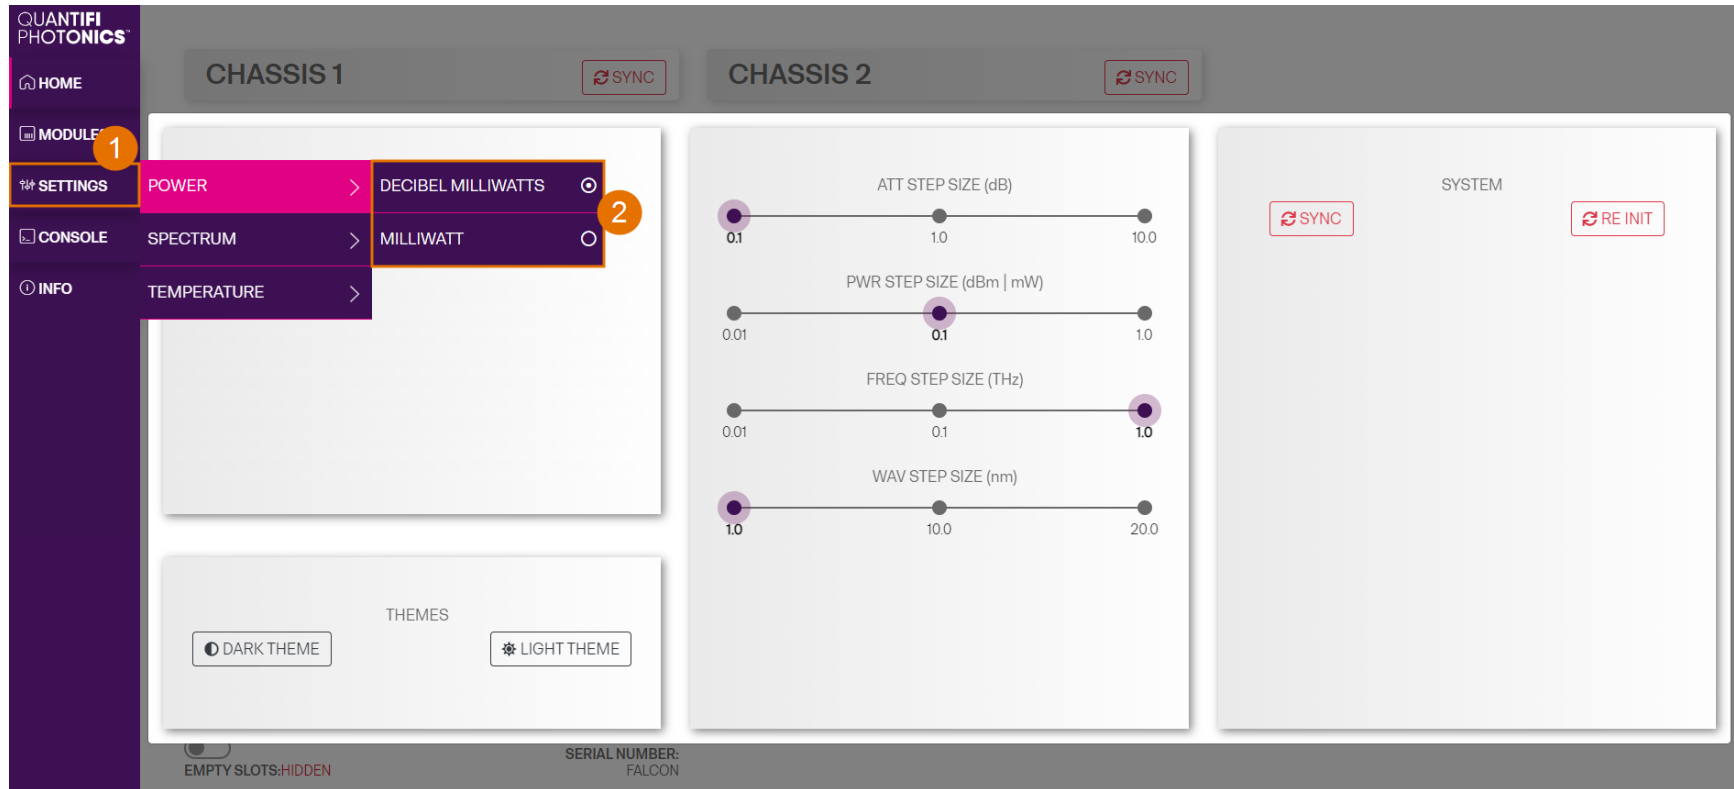 QUANTIFI
PHOTONICS™
HOME
MODULES
SETTINGS
CONSOLE
INFO
1
CHASSIS 1
SYNC
CHASSIS 2
SYNC
POWER
SPECTRUM
TEMPERATURE
DECIBEL MILLIWATTS
MILLIWATT
2
THEMES
DARK THEME
LIGHT THEME
ATT STEP SIZE (dB)
0.1 1.0 10.0
PWR STEP SIZE (dBm | mW)
0.01 0.1 1.0
FREQ STEP SIZE (THz)
0.01 0.1 1.0
WAV STEP SIZE (nm)
1.0 10.0 20.0
SYSTEM
SYNC
RE INIT
EMPTY SLOTS:HIDDEN
SERIAL NUMBER:
FALCON